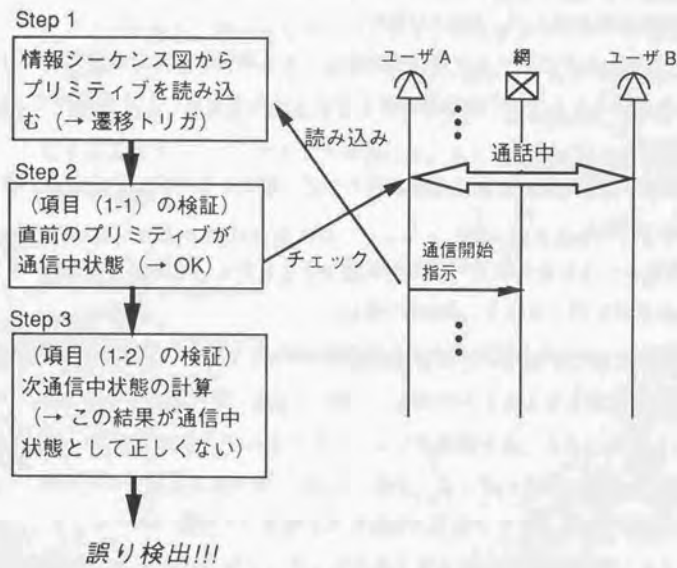 Step 1
情報シーケンス図から
プリミティブを読み込
む (→ 遷移トリガ)
Step 2
(項目 (1-1) の検証)
直前のプリミティブが
通信中状態 (→ OK)
Step 3
(項目 (1-2) の検証)
次通信中状態の計算
(→ この結果が通信中
状態として正しくない)
誤り検出!!!
読み込み
チェック
ユーザA
網
ユーザB
通話中
通信開始
指示